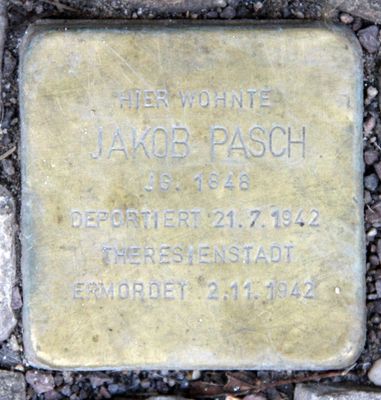 HIER WOHNTE
JAKOB PASCH
JG. 1848
DEPORTIERT 21.7.1942
THERESIENSTADT
ERMORDET 2.11.1942